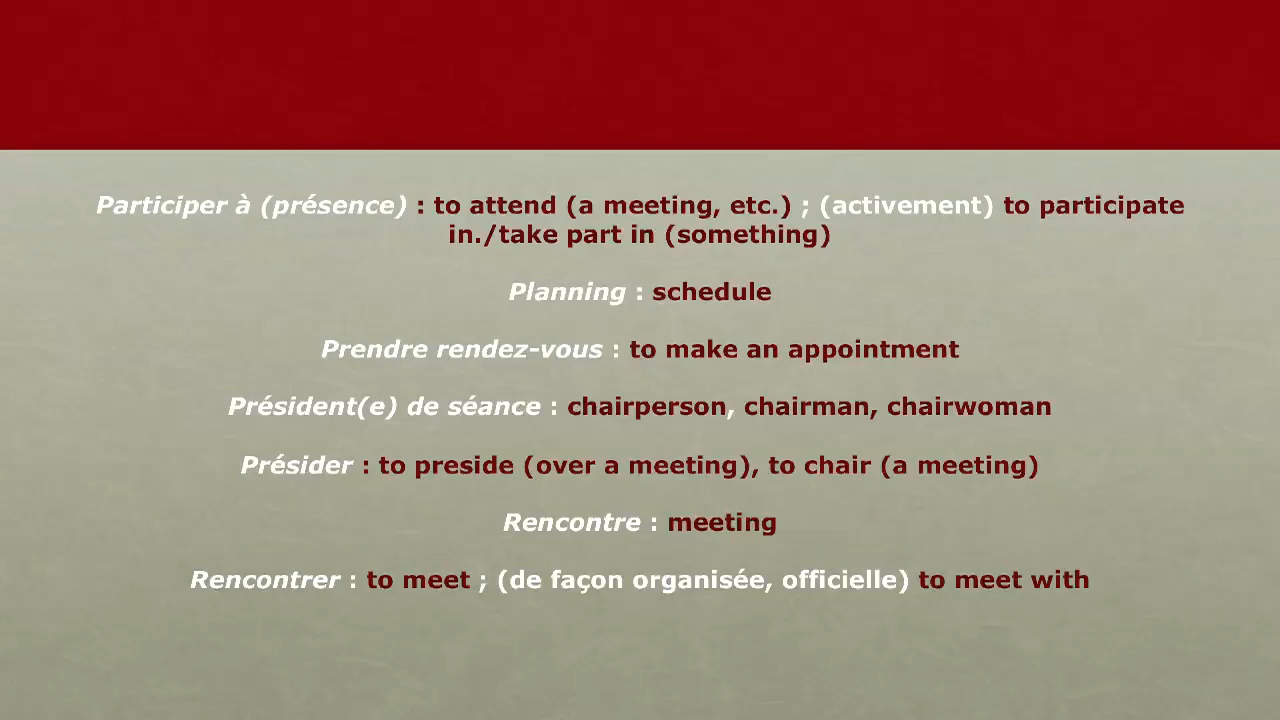 Participer à (présence) : to attend (a meeting, etc.) ; (activement) to participate
in./take part in (something)
Planning : schedule
Prendre rendez-vous : to make an appointment
Président(e) de séance : chairperson, chairman, chairwoman
Présider : to preside (over a meeting), to chair (a meeting)
Rencontre : meeting
Rencontrer : to meet ; (de façon organisée, officielle) to meet with